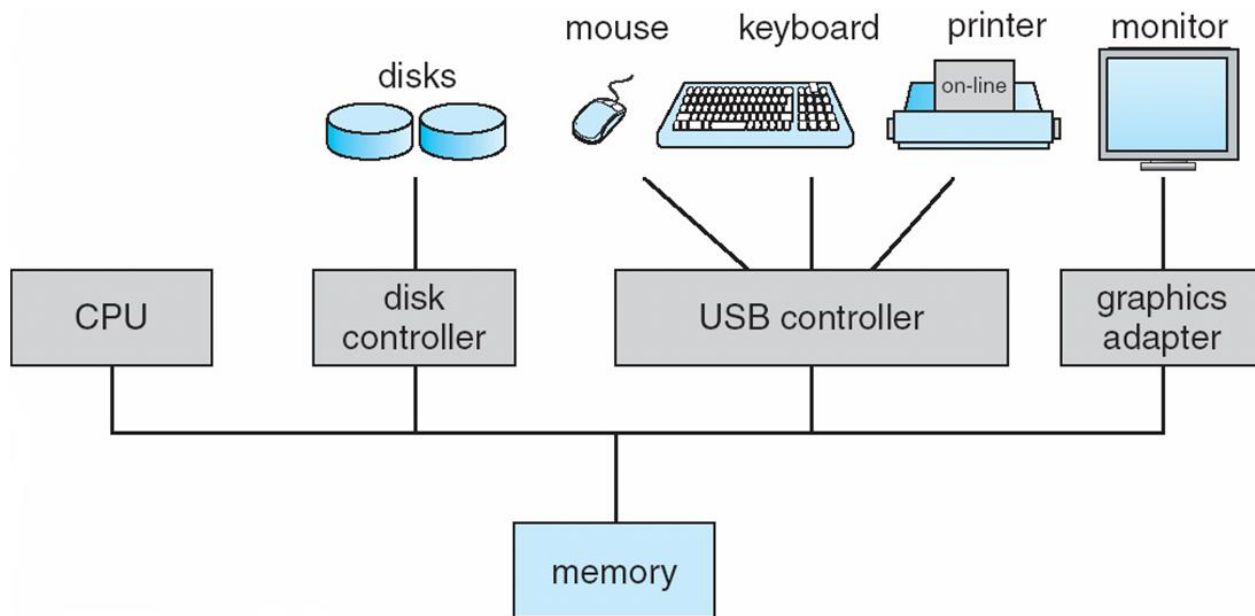 mouse
keyboard
printer
monitor
disks
on-line
CPU
disk
controller
USB controller
graphics
adapter
memory